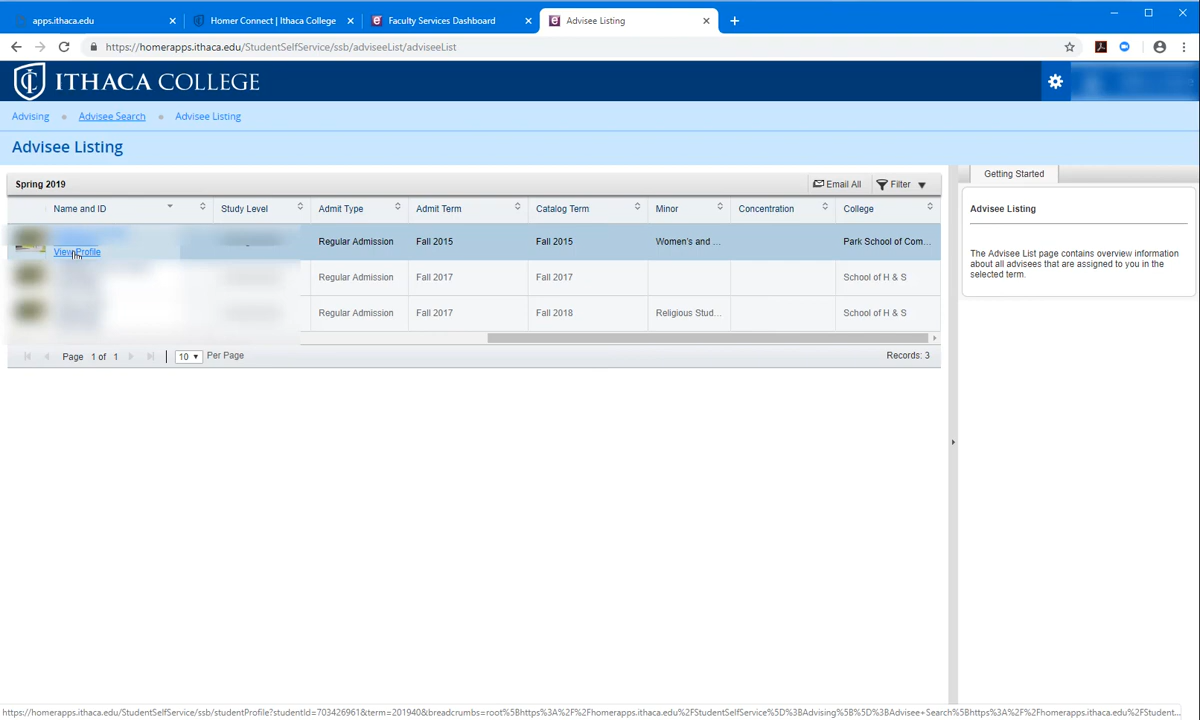 apps.ithaca.edu
Homer Connect | Ithaca College
Faculty Services Dashboard
Advisee Listing
https://homerapps.ithaca.edu/StudentSelfService/ssb/adviseeList/adviseeList
ITHACA COLLEGE
Advising • Advisee Search • Advisee Listing
Advisee Listing
Spring 2019 Email All Filter
Name and ID Study Level Admit Type Admit Term Catalog Term Minor Concentration College
Regular Admission Fall 2015 Fall 2015 Women's and ... Park School of Com...
View Profile
Regular Admission Fall 2017 Fall 2017 School of H & S
Regular Admission Fall 2017 Fall 2018 Religious Stud... School of H & S
Page 1 of 1 10 Per Page Records: 3
Getting Started
Advisee Listing
The Advisee List page contains overview information
about all advisees that are assigned to you in the
selected term.
https://homerapps.ithaca.edu/StudentSelfService/ssb/studentProfile?studentId=703426961&term=201940&breadcrumbs=root%5Bhttps%3A%2F%2Fhomerapps.ithaca.edu%2FStudentSelfService%5D%3BAdvising%5B%5D%3BAdvisee+Search%5Bhttps%3A%2F%2Fhomerapps.ithaca.edu%2FStudent...